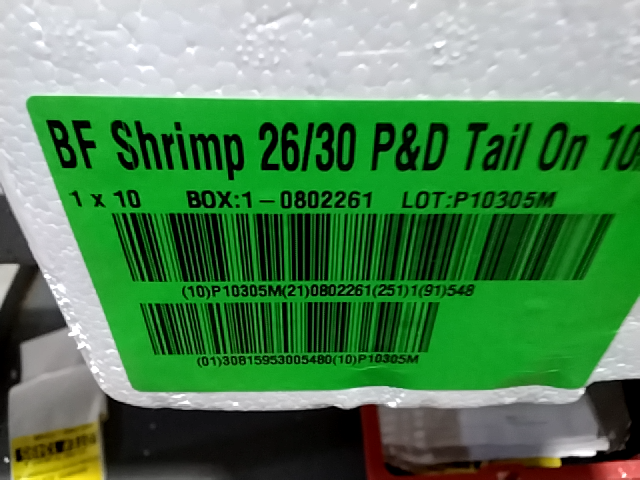 BF Shrimp 26/30 P&D Tail On 10
1 x 10 BOX:1-0802261 LOT:P10305M
(10)P10305M(21)0802261(251)1(91)548
(01)30815953005480(10)P10305M